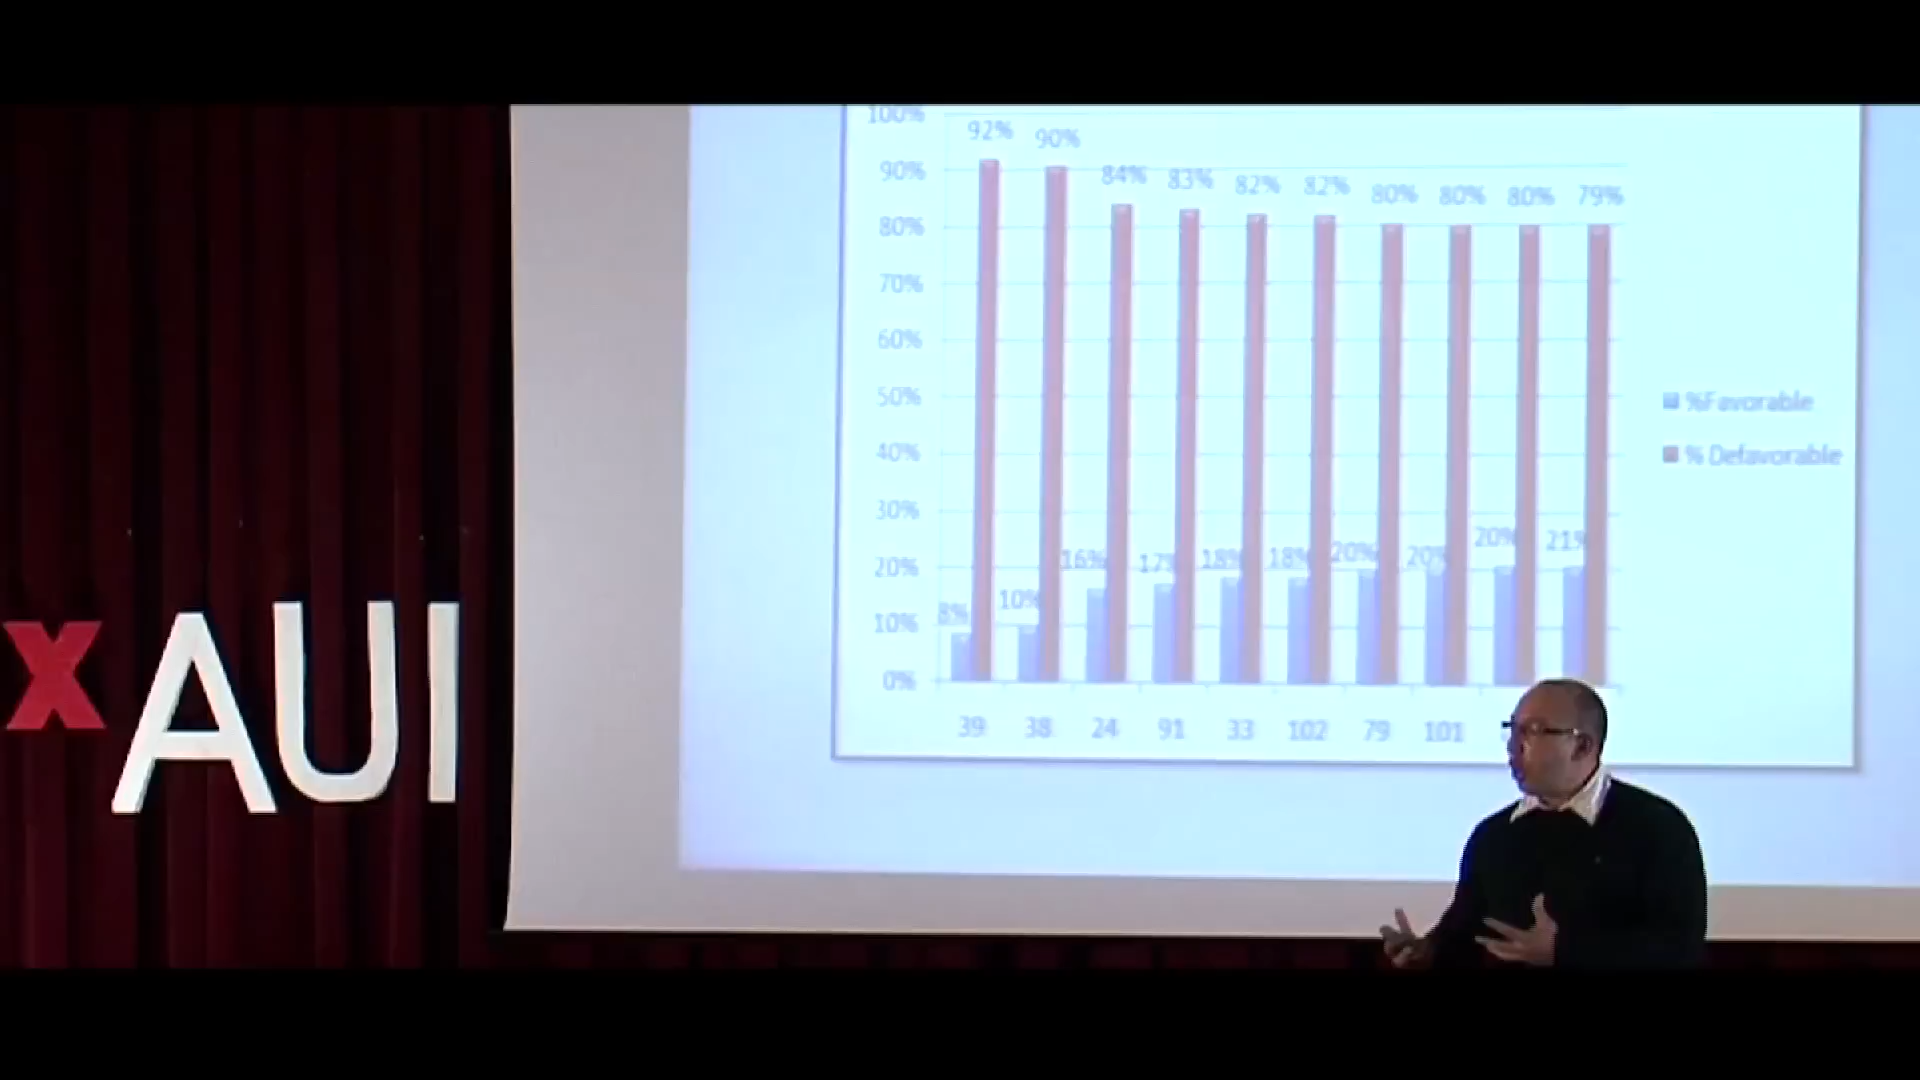 xAUI
100%
92% 90%
90% 84% 83% 82% 82% 80% 80% 80% 79%
80%
70%
60%
50%
40%
30%
20%
10%
0%
8% 10% 16% 17% 18% 18% 20% 20% 20% 21%
39 38 24 91 33 102 79 101
%Favorable
% Defavorable